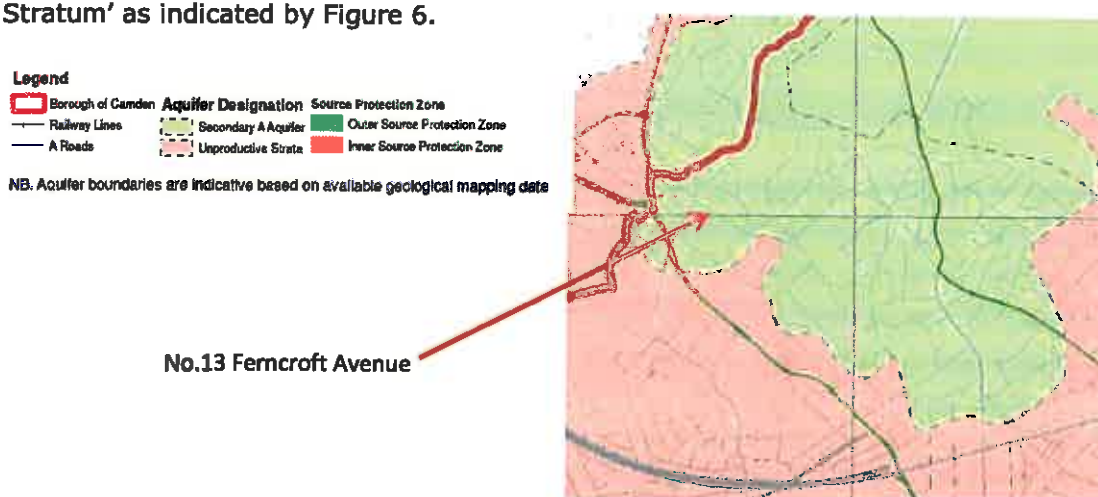 Stratum' as indicated by Figure 6.
Legend
Borough of Camden
Railway Lines
A Roads
Aquifer Designation
Secondary A Aquifer
Unproductive Strata
Source Protection Zone
Outer Source Protection Zone
Inner Source Protection Zone
NB. Aquifer boundaries are indicative based on available geological mapping data
No.13 Ferncroft Avenue